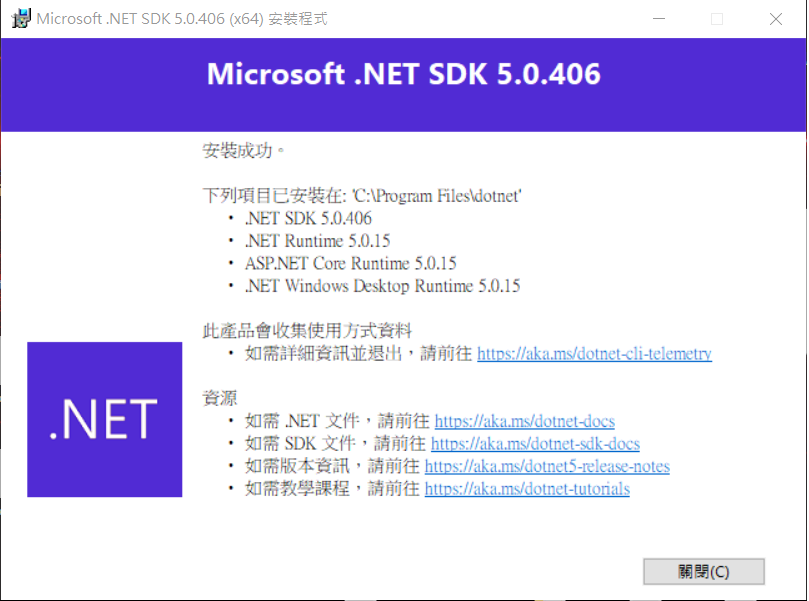 Microsoft .NET SDK 5.0.406 (x64) 安裝程式
Microsoft .NET SDK 5.0.406
安裝成功。
下列項目已安裝在: 'C:\Program Files\dotnet'
• .NET SDK 5.0.406
• .NET Runtime 5.0.15
• ASP.NET Core Runtime 5.0.15
• .NET Windows Desktop Runtime 5.0.15
此產品會收集使用方式資料
• 如需詳細資訊並退出，請前往 https://aka.ms/dotnet-cli-telemetry
.NET
資源
• 如需 .NET 文件，請前往 https://aka.ms/dotnet-docs
• 如需 SDK 文件，請前往 https://aka.ms/dotnet-sdk-docs
• 如需版本資訊，請前往 https://aka.ms/dotnet5-release-notes
• 如需教學課程，請前往 https://aka.ms/dotnet-tutorials
關閉(C)